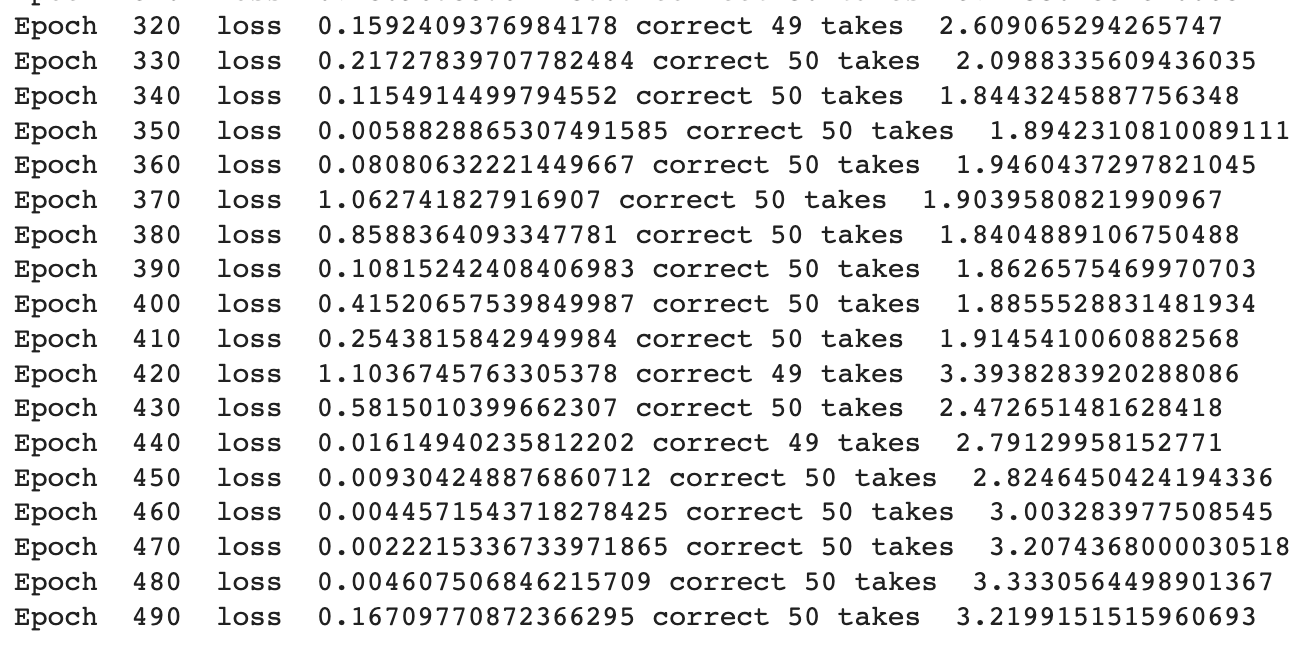 Epoch 320 loss 0.1592409376984178 correct 49 takes 2.609065294265747
Epoch 330 loss 0.21727839707782484 correct 50 takes 2.0988335609436035
Epoch 340 loss 0.1154914499794552 correct 50 takes 1.8443245887756348
Epoch 350 loss 0.0058828865307491585 correct 50 takes 1.8942310810089111
Epoch 360 loss 0.08080632221449667 correct 50 takes 1.9460437297821045
Epoch 370 loss 1.062741827916907 correct 50 takes 1.9039580821990967
Epoch 380 loss 0.8588364093347781 correct 50 takes 1.8404889106750488
Epoch 390 loss 0.10815242408406983 correct 50 takes 1.8626575469970703
Epoch 400 loss 0.41520657539849987 correct 50 takes 1.8855528831481934
Epoch 410 loss 0.2543815842949984 correct 50 takes 1.9145410060882568
Epoch 420 loss 1.1036745763305378 correct 49 takes 3.3938283920288086
Epoch 430 loss 0.5815010399662307 correct 50 takes 2.472651481628418
Epoch 440 loss 0.01614940235812202 correct 49 takes 2.79129958152771
Epoch 450 loss 0.009304248876860712 correct 50 takes 2.8246450424194336
Epoch 460 loss 0.0044571543718278425 correct 50 takes 3.003283977508545
Epoch 470 loss 0.0022215336733971865 correct 50 takes 3.2074368000030518
Epoch 480 loss 0.004607506846215709 correct 50 takes 3.3330564498901367
Epoch 490 loss 0.16709770872366295 correct 50 takes 3.2199151515960693